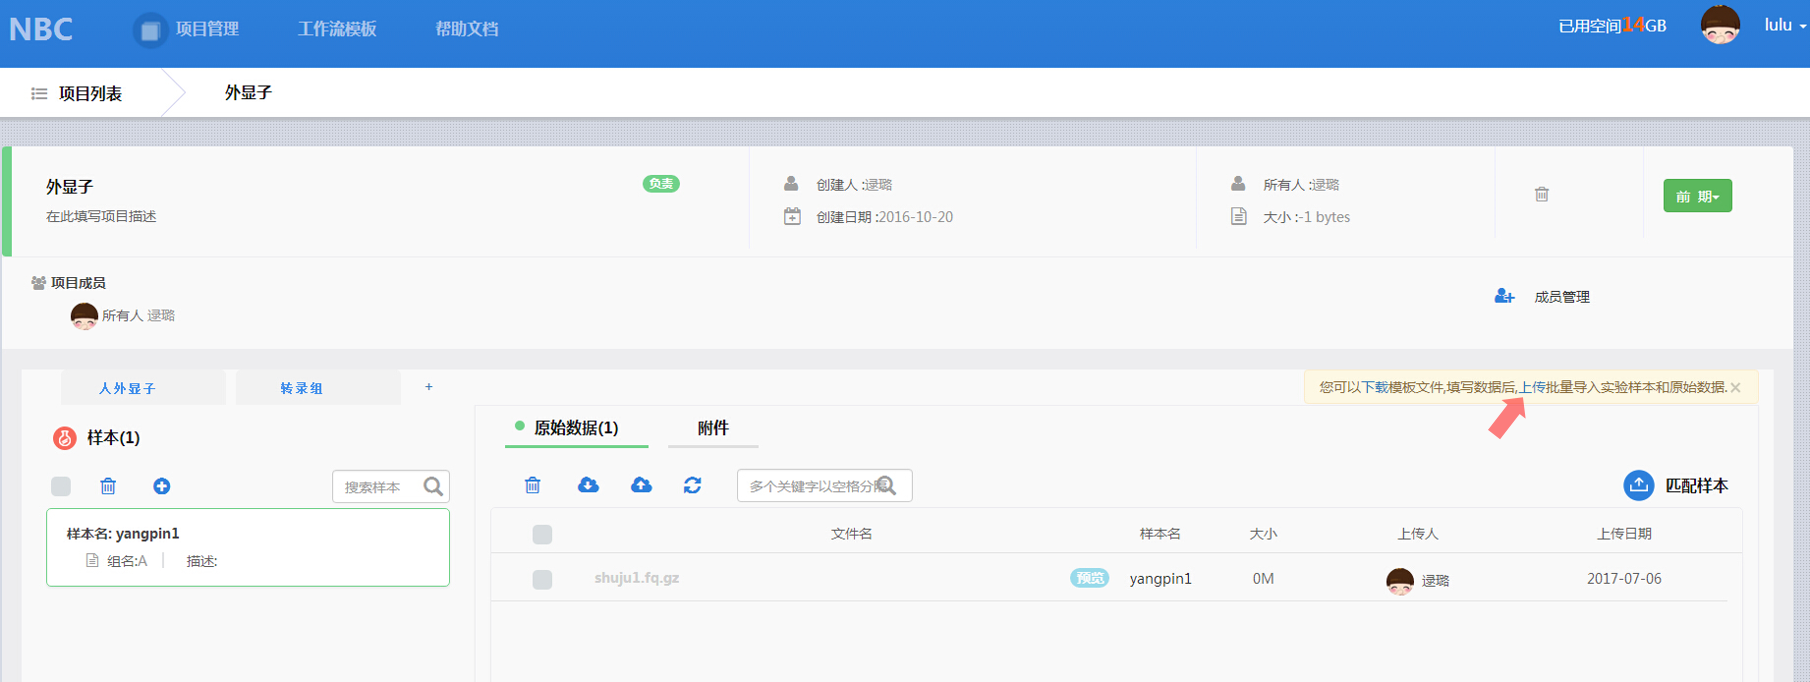 NBC 项目管理 工作流模板 帮助文档 已用空间14GB lulu
项目列表 外显子
外显子 负责
在此填写项目描述
创建人 :逯璐
创建日期 :2016-10-20
所有人 :逯璐
大小 :-1 bytes
前 期
项目成员
所有人 逯璐
成员管理
人外显子 转录组 +
您可以下载模板文件,填写数据后,上传批量导入实验样本和原始数据. ×
样本(1)
搜索样本
样本名: yangpin1
组名:A 描述:
原始数据(1) 附件
多个关键字以空格分隔
匹配样本
文件名 样本名 大小 上传人 上传日期
shuju1.fq.gz 预览 yangpin1 0M 逯璐 2017-07-06